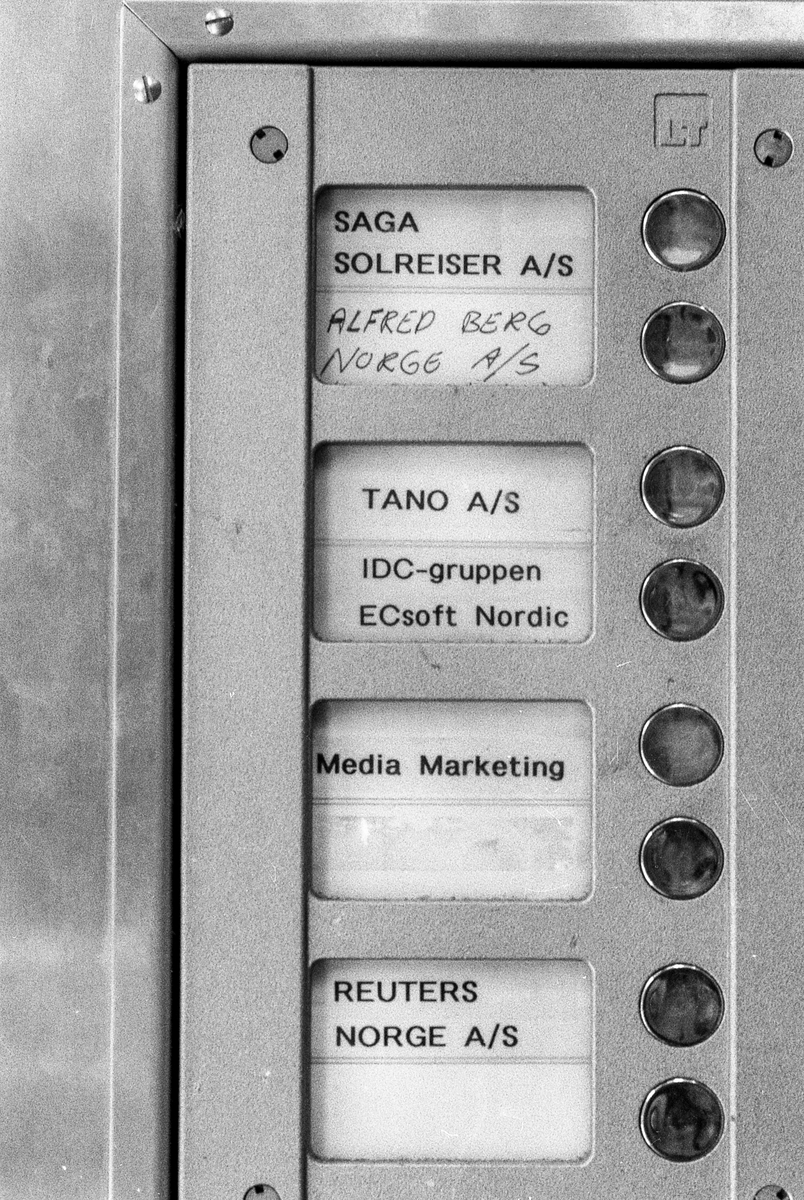 LT
SAGA
SOLREISER A/S
ALFRED BERG
NORGE A/S
TANO A/S
IDC-gruppen
ECsoft Nordic
Media Marketing
REUTERS
NORGE A/S